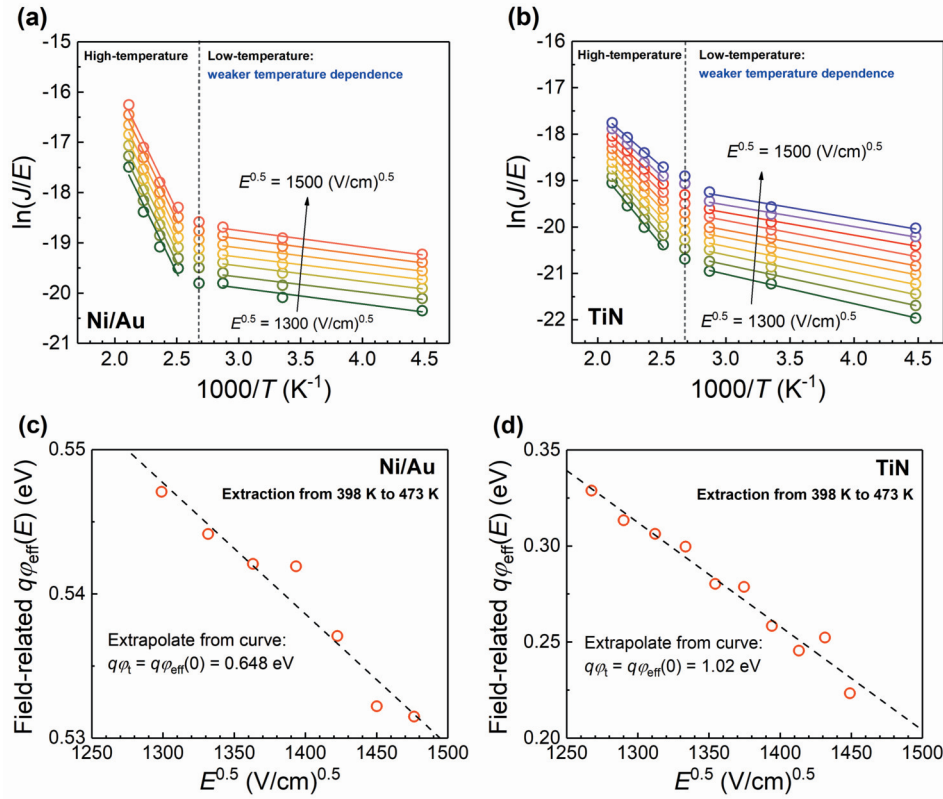 (a)
-15
-16
-17
-18
-19
-20
-21
ln(J/E)
High-temperature
Low-temperature:
weaker temperature dependence
E^0.5 = 1500 (V/cm)^0.5
E^0.5 = 1300 (V/cm)^0.5
Ni/Au
2.0 2.5 3.0 3.5 4.0 4.5
1000/T (K^-1)
(b)
-16
-17
-18
-19
-20
-21
-22
ln(J/E)
High-temperature
Low-temperature:
weaker temperature dependence
E^0.5 = 1500 (V/cm)^0.5
E^0.5 = 1300 (V/cm)^0.5
TiN
2.0 2.5 3.0 3.5 4.0 4.5
1000/T (K^-1)
(c)
0.55
0.54
0.53
Field-related qφeff(E) (eV)
Ni/Au
Extraction from 398 K to 473 K
Extrapolate from curve:
qφt = qφeff(0) = 0.648 eV
1250 1300 1350 1400 1450 1500
E^0.5 (V/cm)^0.5
(d)
0.35
0.30
0.25
0.20
Field-related qφeff(E) (eV)
TiN
Extraction from 398 K to 473 K
Extrapolate from curve:
qφt = qφeff(0) = 1.02 eV
1250 1300 1350 1400 1450 1500
E^0.5 (V/cm)^0.5